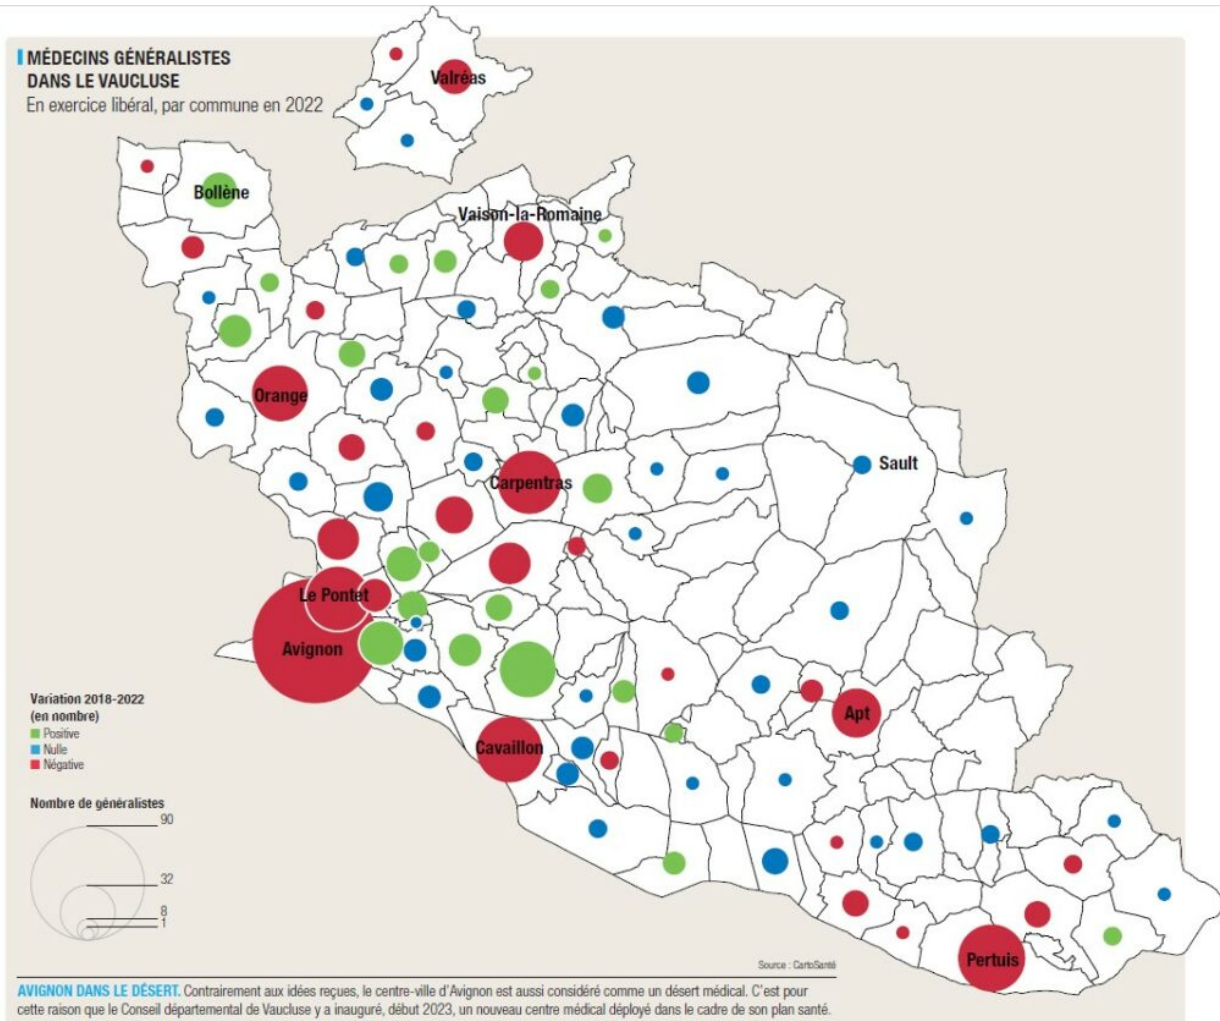 MÉDECINS GÉNÉRALISTES
DANS LE VAUCLUSE
En exercice libéral, par commune en 2022
Valréas
Bollène
Vaison-la-Romaine
Orange
Carpentras
Sault
Le Pontet
Avignon
Cavaillon
Apt
Pertuis
Variation 2018-2022
(en nombre)
Positive
Nulle
Négative
Nombre de généralistes
90
32
8
1
Source : CartoSanté
AVIGNON DANS LE DÉSERT. Contrairement aux idées reçues, le centre-ville d'Avignon est aussi considéré comme un désert médical. C'est pour
cette raison que le Conseil départemental de Vaucluse y a inauguré, début 2023, un nouveau centre médical déployé dans le cadre de son plan santé.